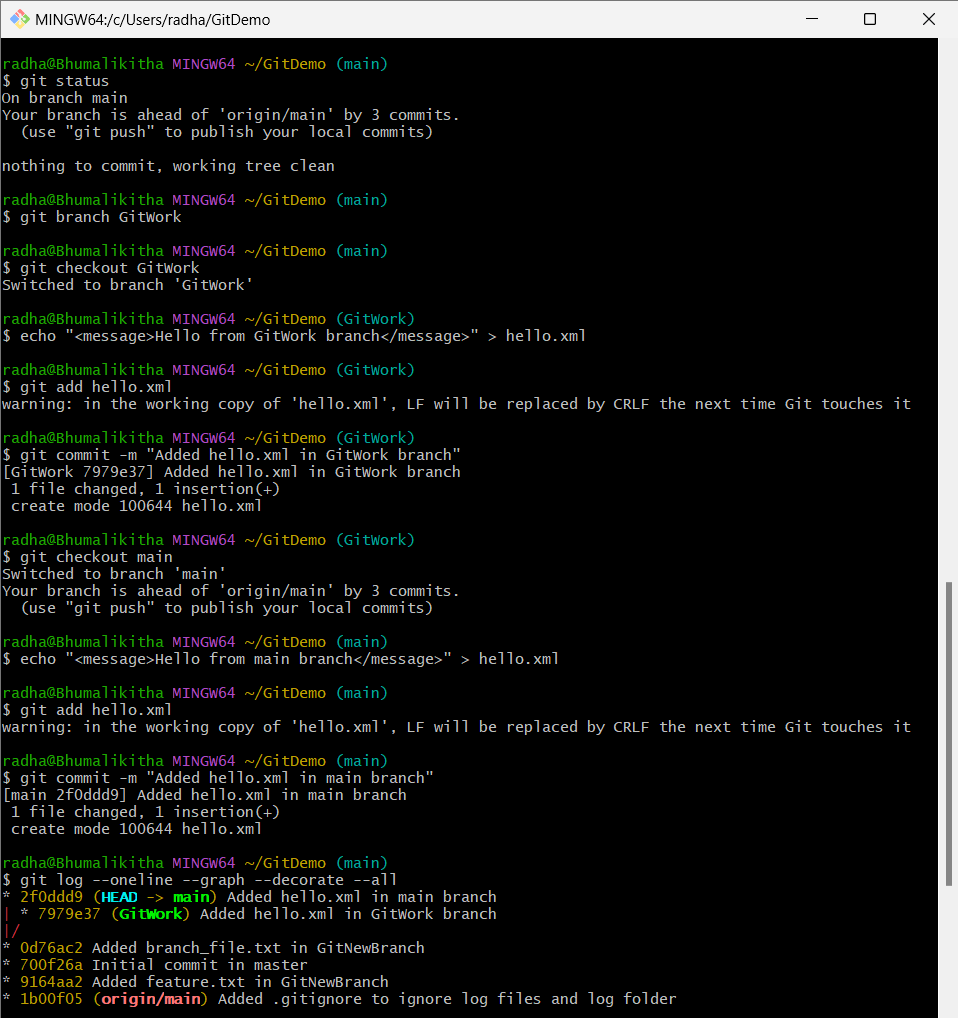 MINGW64:/c/Users/radha/GitDemo
radha@Bhumalikitha MINGW64 ~/GitDemo (main)
$ git status
On branch main
Your branch is ahead of 'origin/main' by 3 commits.
  (use "git push" to publish your local commits)
nothing to commit, working tree clean
radha@Bhumalikitha MINGW64 ~/GitDemo (main)
$ git branch GitWork
radha@Bhumalikitha MINGW64 ~/GitDemo (main)
$ git checkout GitWork
Switched to branch 'GitWork'
radha@Bhumalikitha MINGW64 ~/GitDemo (GitWork)
$ echo "<message>Hello from GitWork branch</message>" > hello.xml
radha@Bhumalikitha MINGW64 ~/GitDemo (GitWork)
$ git add hello.xml
warning: in the working copy of 'hello.xml', LF will be replaced by CRLF the next time Git touches it
radha@Bhumalikitha MINGW64 ~/GitDemo (GitWork)
$ git commit -m "Added hello.xml in GitWork branch"
[GitWork 7979e37] Added hello.xml in GitWork branch
 1 file changed, 1 insertion(+)
 create mode 100644 hello.xml
radha@Bhumalikitha MINGW64 ~/GitDemo (GitWork)
$ git checkout main
Switched to branch 'main'
Your branch is ahead of 'origin/main' by 3 commits.
  (use "git push" to publish your local commits)
radha@Bhumalikitha MINGW64 ~/GitDemo (main)
$ echo "<message>Hello from main branch</message>" > hello.xml
radha@Bhumalikitha MINGW64 ~/GitDemo (main)
$ git add hello.xml
warning: in the working copy of 'hello.xml', LF will be replaced by CRLF the next time Git touches it
radha@Bhumalikitha MINGW64 ~/GitDemo (main)
$ git commit -m "Added hello.xml in main branch"
[main 2f0ddd9] Added hello.xml in main branch
 1 file changed, 1 insertion(+)
 create mode 100644 hello.xml
radha@Bhumalikitha MINGW64 ~/GitDemo (main)
$ git log --oneline --graph --decorate --all
* 2f0ddd9 (HEAD -> main) Added hello.xml in main branch
| * 7979e37 (GitWork) Added hello.xml in GitWork branch
|/
* 0d76ac2 Added branch_file.txt in GitNewBranch
* 700f26a Initial commit in master
* 9164aa2 Added feature.txt in GitNewBranch
* 1b00f05 (origin/main) Added .gitignore to ignore log files and log folder